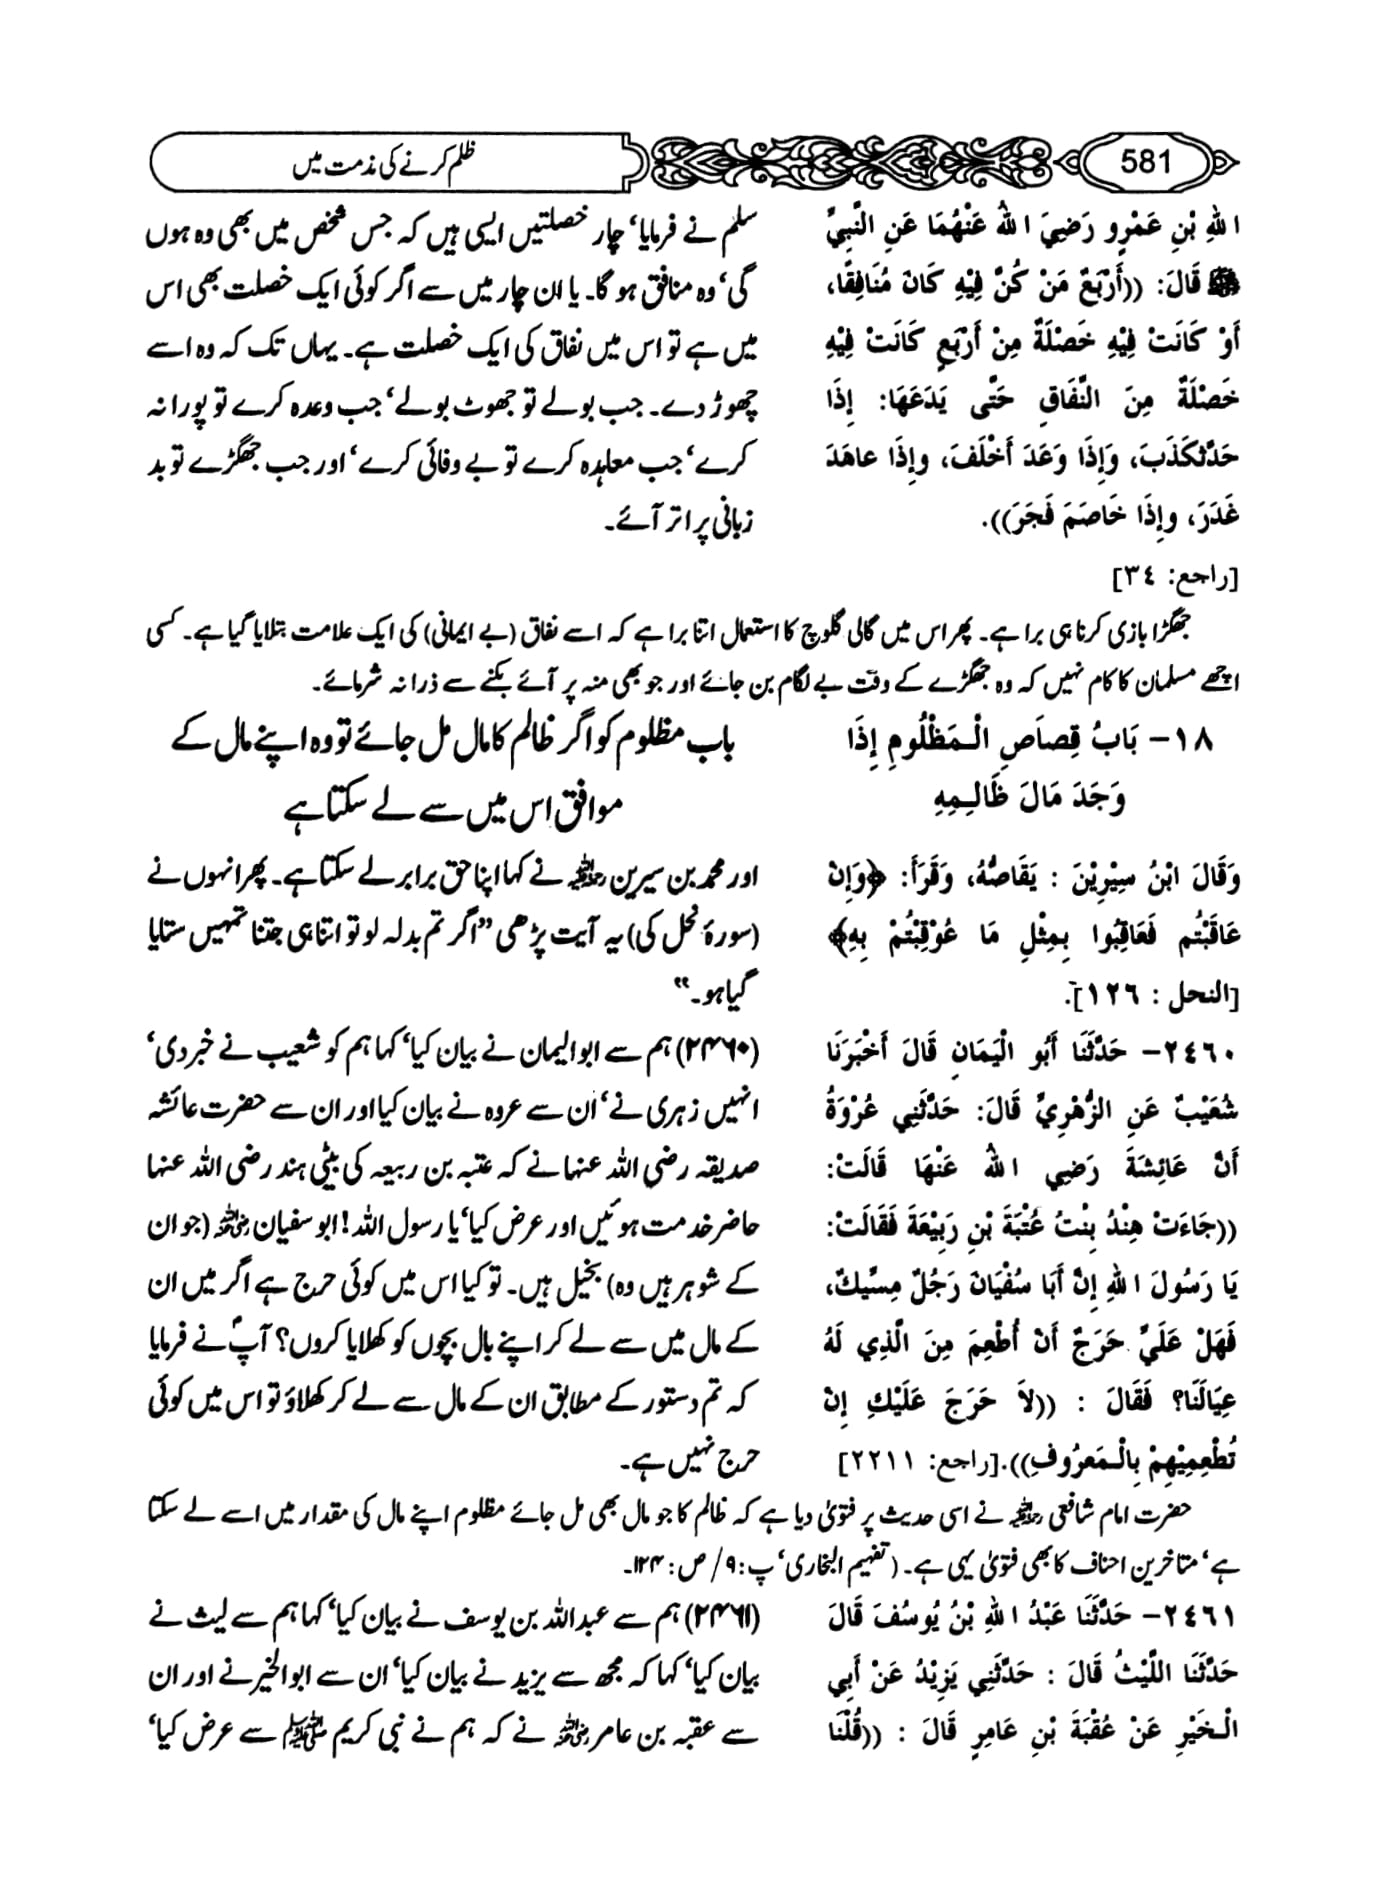 581
ظلم کرنے کی مذمت میں
اللهِ بْنِ عَمْرٍو رَضِيَ اللهُ عَنْهُمَا عَنِ النَّبِيِّ
ﷺ قَالَ: ((أَرْبَعٌ مَنْ كُنَّ فِيْهِ كَانَ مُنَافِقًا،
أَوْ كَانَتْ فِيْهِ خَصْلَةٌ مِنْ أَرْبَعٍ كَانَتْ فِيْهِ
خَصْلَةٌ مِنَ النَّفَاقِ حَتَّى يَدَعَهَا: إِذَا
حَدَّثَكَذَبَ، وَإِذَا وَعَدَ أَخْلَفَ، وإِذَا عاهَدَ
غَدَرَ، وإِذَا خَاصَمَ فَجَرَ)).
[راجع: ٣٤]
سلم نے فرمایا‘ چار خصلتیں ایسی ہیں کہ جس شخص میں بھی وہ ہوں
گی‘ وہ منافق ہو گا۔ یا ان چار میں سے اگر کوئی ایک خصلت بھی اس
میں ہے تو اس میں نفاق کی ایک خصلت ہے۔ یہاں تک کہ وہ اسے
چھوڑ دے۔ جب بولے تو جھوٹ بولے‘ جب وعدہ کرے تو پورا نہ
کرے‘ جب معاہدہ کرے تو بے وفائی کرے‘ اور جب جھگڑے تو بد
زبانی پر اتر آئے۔
جھگڑا بازی کرنا ہی برا ہے۔ پھر اس میں گالی گلوچ کا استعمال اتنا برا ہے کہ اسے نفاق (بے ایمانی) کی ایک علامت بتلایا گیا ہے۔ کسی
اچھے مسلمان کا کام نہیں کہ وہ جھگڑے کے وقت بے لگام بن جائے اور جو بھی منہ پر آئے بکنے سے ذرا نہ شرمائے۔
١٨- بَابُ قِصَاصِ الْـمَظْلُومِ إِذَا
وَجَدَ مَالَ ظَالِـمِهِ
باب مظلوم کو اگر ظالم کا مال مل جائے تو وہ اپنے مال کے
موافق اس میں سے لے سکتا ہے
وَقَالَ ابْنُ سِيْرِيْنَ : يَقَاصُّهُ، وَقَرَأَ: ﴿وَإِنْ
عَاقَبْتُم فَعَاقِبُوا بِمِثْلِ مَا عُوْقِبْتُمْ بِهِ﴾
[النحل : ١٢٦].
اور محمد بن سیرین رحمۃ اللہ علیہ نے کہا اپنا حق برابر لے سکتا ہے۔ پھر انہوں نے
(سورۂ نحل کی) یہ آیت پڑھی ”اگر تم بدلہ لو تو اتنا ہی جتنا تمہیں ستایا
گیا ہو۔“
٢٤٦٠- حَدَّثَنَا أَبُو الْيَمَانِ قَالَ أَخْبَرَنَا
شُعَيْبٌ عَنِ الزُّهْرِيِّ قَالَ: حَدَّثَنِي عُرْوَةُ
أَنَّ عَائِشَةَ رَضِي اللهُ عَنْهَا قَالَتْ:
((جَاءَتْ هِنْدُ بِنْتُ عُتْبَةَ بْنِ رَبِيْعَةَ فَقَالَتْ:
يَا رَسُولَ اللهِ إِنَّ أَبَا سُفْيَانَ رَجُلٌ مِسِّيكٌ،
فَهَلْ عَلَيَّ حَرَجٌ أَنْ أُطْعِمَ مِنَ الَّذِي لَهُ
عِيَالَنَا؟ فَقَالَ : ((لاَ حَرَجَ عَلَيْكِ إِنْ
تُطْعِمِيْهِمْ بِالْـمَعرُوفِ)).[راجع: ٢٢١١]
(۲۴۶۰) ہم سے ابوالیمان نے بیان کیا‘ کہا ہم کو شعیب نے خبر دی‘
انہیں زہری نے‘ ان سے عروہ نے بیان کیا اور ان سے حضرت عائشہ
صدیقہ رضی اللہ عنہا نے کہ عتبہ بن ربیعہ کی بیٹی ہند رضی اللہ عنہا
حاضر خدمت ہوئیں اور عرض کیا‘ یا رسول اللہ! ابو سفیان رضی اللہ عنہ (جو ان
کے شوہر ہیں وہ) بخیل ہیں۔ تو کیا اس میں کوئی حرج ہے اگر میں ان
کے مال میں سے لے کر اپنے بال بچوں کو کھلایا کروں؟ آپؐ نے فرمایا
کہ تم دستور کے مطابق ان کے مال سے لے کر کھلاؤ تو اس میں کوئی
حرج نہیں ہے۔
حضرت امام شافعی رحمۃ اللہ علیہ نے اسی حدیث پر فتویٰ دیا ہے کہ ظالم کا جو مال بھی مل جائے مظلوم اپنے مال کی مقدار میں اسے لے سکتا
ہے‘ متاخرین احناف کا بھی فتویٰ یہی ہے۔ (تفہیم البخاری‘ پ:۹/ ص: ۱۲۴۔
٢٤٦١- حَدَّثَنَا عَبْدُ اللهِ بْنُ يُوسُفَ قَالَ
حَدَّثَنَا اللَّيْثُ قَالَ : حَدَّثَنِي يَزِيْدُ عَنْ أَبِي
الْـخَيْرِ عَنْ عُقْبَةَ بْنِ عَامِرٍ قَالَ : ((قُلْنَا
(۲۴۶۱) ہم سے عبداللہ بن یوسف نے بیان کیا‘ کہا ہم سے لیث نے
بیان کیا‘ کہا کہ مجھ سے یزید نے بیان کیا‘ ان سے ابوالخیر نے اور ان
سے عقبہ بن عامر رضی اللہ عنہ نے کہ ہم نے نبی کریم صلی اللہ علیہ وسلم سے عرض کیا‘